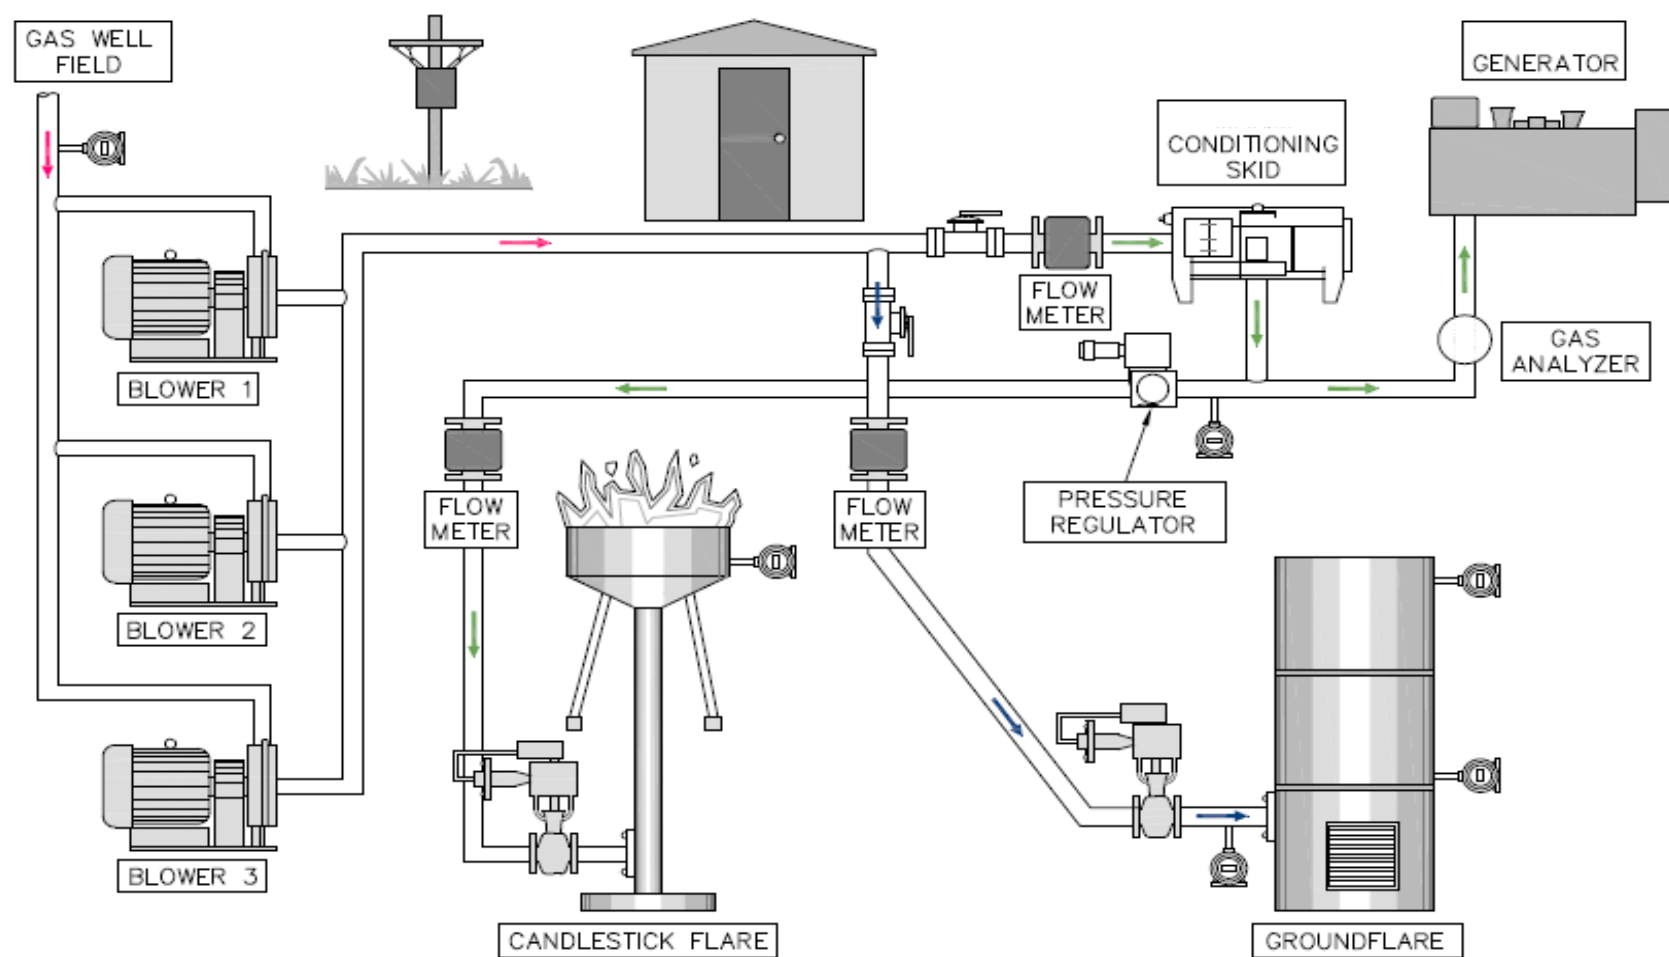 GAS WELL
FIELD
GENERATOR
CONDITIONING
SKID
FLOW
METER
GAS
ANALYZER
BLOWER 1
FLOW
METER
FLOW
METER
PRESSURE
REGULATOR
BLOWER 2
BLOWER 3
CANDLESTICK FLARE
GROUNDFLARE